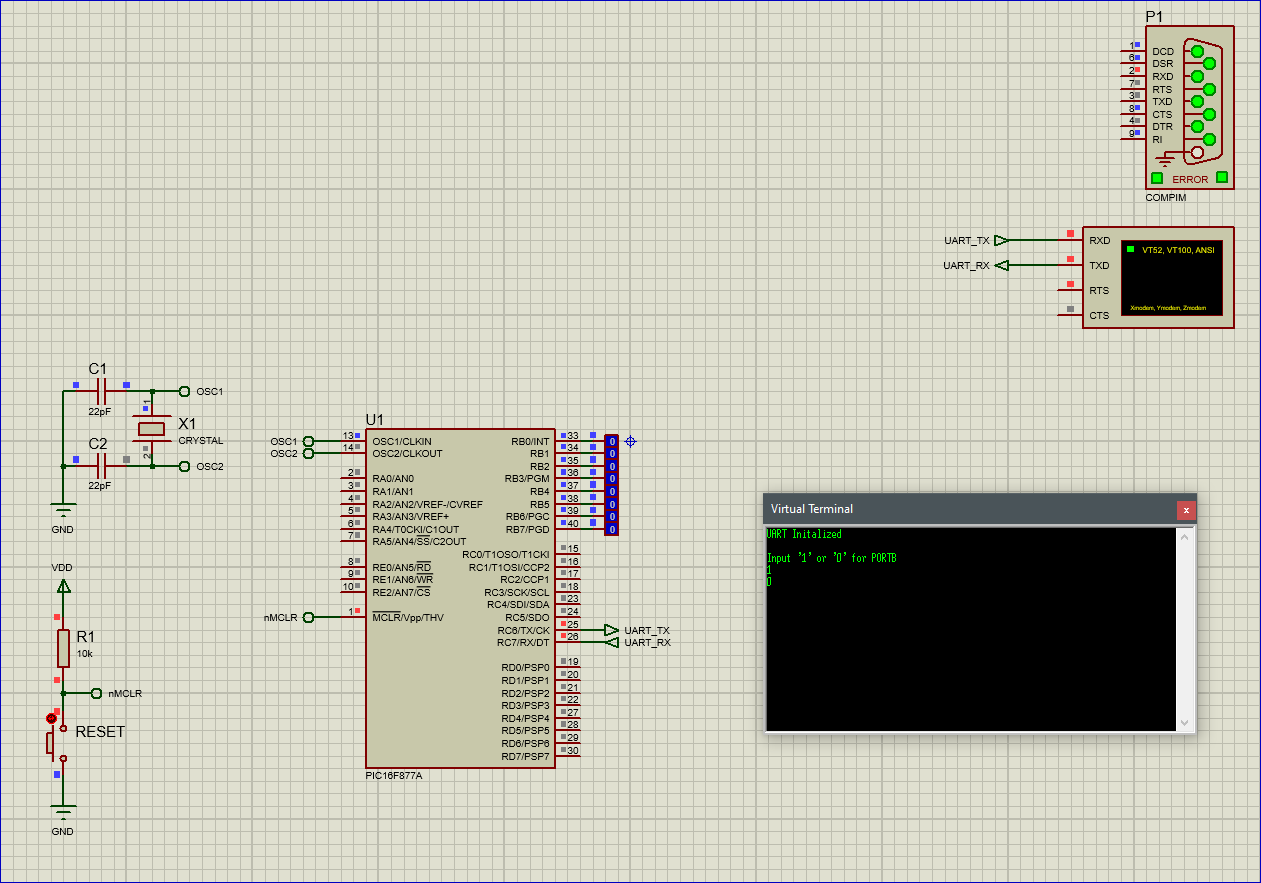 P1
1 DCD
6 DSR
2 RXD
7 RTS
3 TXD
8 CTS
4 DTR
9 RI
ERROR
COMPIM
UART_TX RXD VT52, VT100, ANSI
UART_RX TXD
RTS
CTS Xmodem, Ymodem, Zmodem
C1
22pF
OSC1
1
X1
CRYSTAL
2
C2
22pF
OSC2
GND
VDD
R1
10k
nMCLR
RESET
GND
U1
OSC1 13 OSC1/CLKIN
OSC2 14 OSC2/CLKOUT
2 RA0/AN0
3 RA1/AN1
4 RA2/AN2/VREF-/CVREF
5 RA3/AN3/VREF+
6 RA4/T0CKI/C1OUT
7 RA5/AN4/SS/C2OUT
8 RE0/AN5/RD
9 RE1/AN6/WR
10 RE2/AN7/CS
nMCLR 1 MCLR/Vpp/THV
RB0/INT 33 0
RB1 34 0
RB2 35 0
RB3/PGM 36 0
RB4 37 0
RB5 38 0
RB6/PGC 39 0
RB7/PGD 40 0
RC0/T1OSO/T1CKI 15
RC1/T1OSI/CCP2 16
RC2/CCP1 17
RC3/SCK/SCL 18
RC4/SDI/SDA 23
RC5/SDO 24
RC6/TX/CK 25 UART_TX
RC7/RX/DT 26 UART_RX
RD0/PSP0 19
RD1/PSP1 20
RD2/PSP2 21
RD3/PSP3 22
RD4/PSP4 27
RD5/PSP5 28
RD6/PSP6 29
RD7/PSP7 30
PIC16F877A
Virtual Terminal x
UART Initalized
Input '1' or '0' for PORTB
1
0